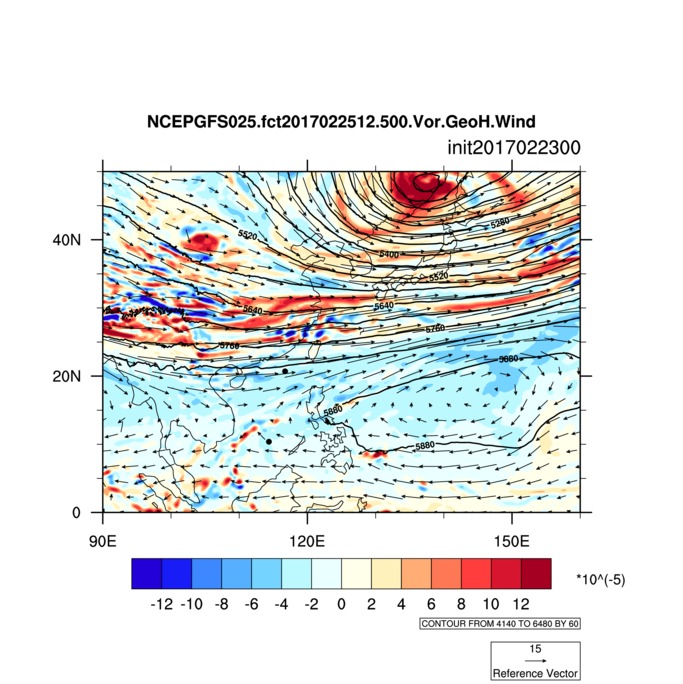 NCEPGFS025.fct2017022512.500.Vor.GeoH.Wind
init2017022300
5280
5520
40N
5400
5520
5640
5640
5760
5760
5880
20N
5880
5880
0
90E 120E 150E
-12 -10 -8 -6 -4 -2 0 2 4 6 8 10 12
*10^(-5)
CONTOUR FROM 4140 TO 6480 BY 60
15
Reference Vector